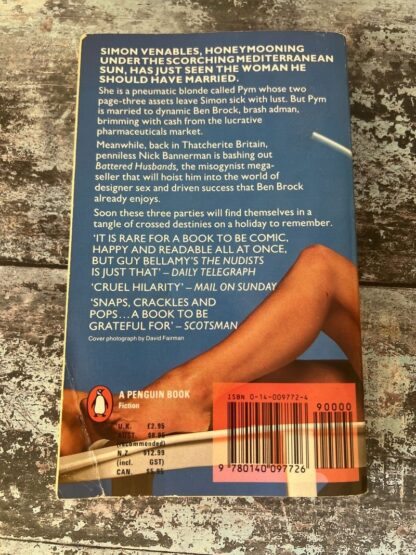 SIMON VENABLES, HONEYMOONING
UNDER THE SCORCHING MEDITERRANEAN
SUN, HAS JUST SEEN THE WOMAN HE
SHOULD HAVE MARRIED.
She is a pneumatic blonde called Pym whose two
page-three assets leave Simon sick with lust. But Pym
is married to dynamic Ben Brock, brash adman,
brimming with cash from the lucrative
pharmaceuticals market.
Meanwhile, back in Thatcherite Britain,
penniless Nick Bannerman is bashing out
Battered Husbands, the misogynist mega-
seller that will hoist him into the world of
designer sex and driven success that Ben Brock
already enjoys.
Soon these three parties will find themselves in a
tangle of crossed destinies on a holiday to remember.
'IT IS RARE FOR A BOOK TO BE COMIC,
HAPPY AND READABLE ALL AT ONCE,
BUT GUY BELLAMY'S THE NUDISTS
IS JUST THAT' – DAILY TELEGRAPH
'CRUEL HILARITY' – MAIL ON SUNDAY
'SNAPS, CRACKLES AND
POPS...A BOOK TO BE
GRATEFUL FOR' – SCOTSMAN
Cover photograph by David Fairman
A PENGUIN BOOK
Fiction
U.K. £2.95
(recommended)
N.Z. $12.99
(incl. GST)
CAN. $5.95
ISBN 0-14-009772-4
90000
9 780140 097726